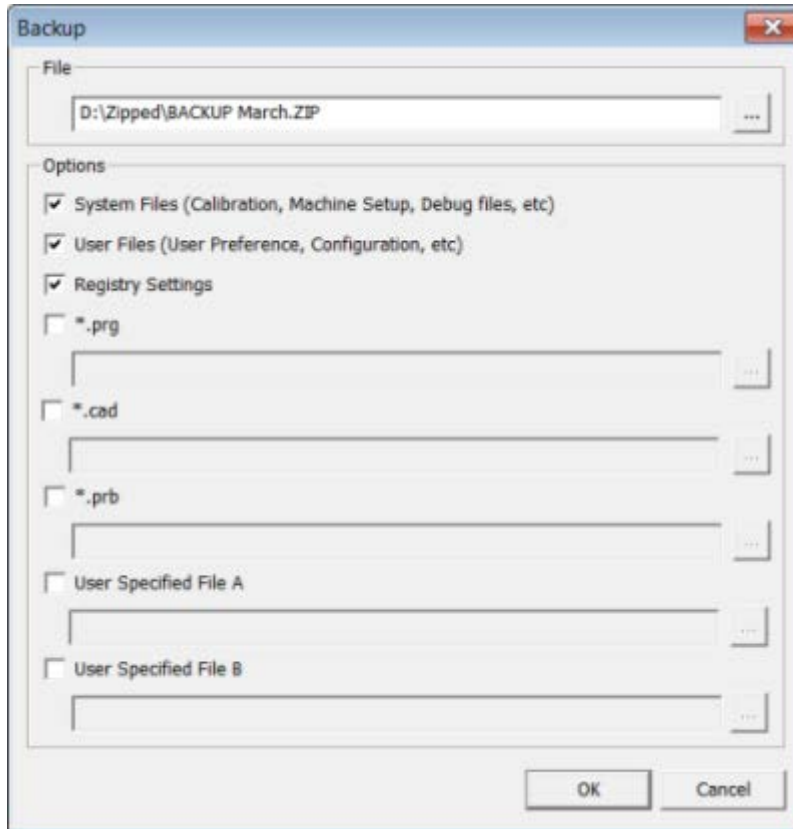 Backup
File
D:\Zipped\BACKUP March.ZIP
...
Options
System Files (Calibration, Machine Setup, Debug files, etc)
User Files (User Preference, Configuration, etc)
Registry Settings
*.prg
...
*.cad
...
*.prb
...
User Specified File A
...
User Specified File B
...
OK Cancel